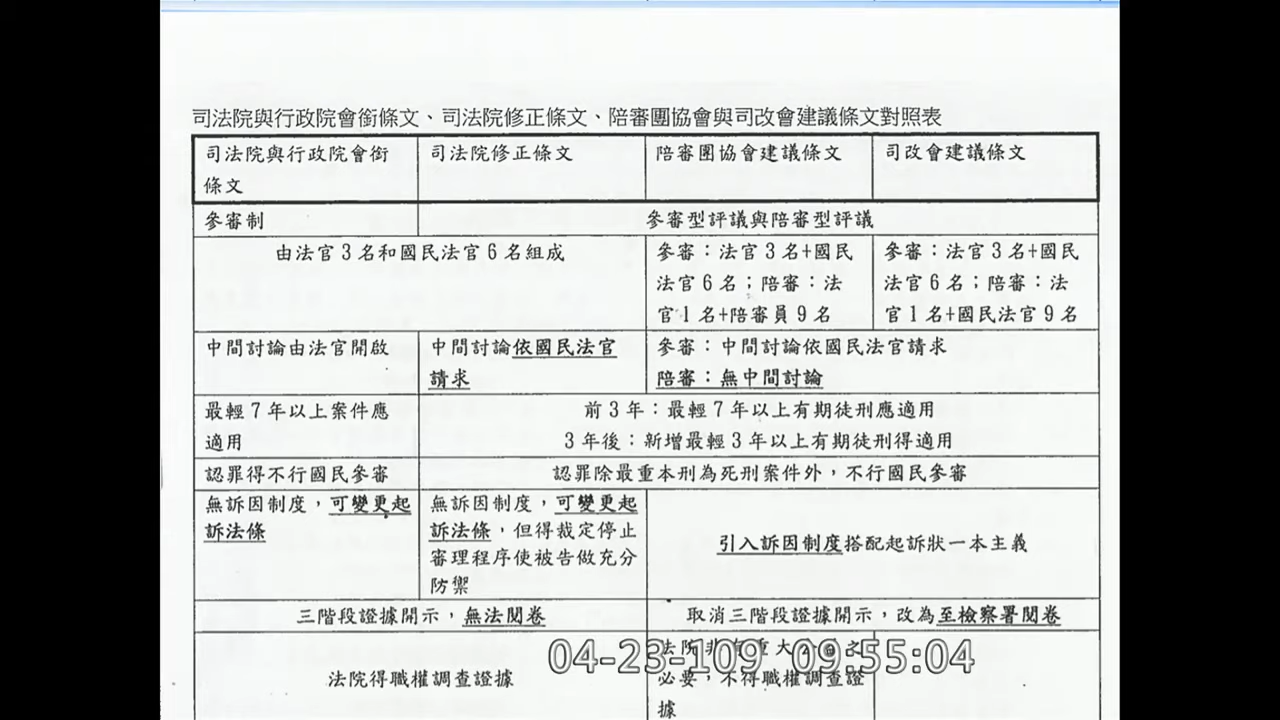 司法院與行政院會銜條文、司法院修正條文、陪審團協會與司改會建議條文對照表
司法院與行政院會銜
條文
司法院修正條文
陪審團協會建議條文
司改會建議條文
參審制
參審型評議與陪審型評議
由法官3名和國民法官6名組成
參審：法官3名+國民
法官6名；陪審：法
官1名+陪審員9名
參審：法官3名+國民
法官6名；陪審：法
官1名+國民法官9名
中間討論由法官開啟
中間討論依國民法官
請求
參審：中間討論依國民法官請求
陪審：無中間討論
最輕7年以上案件應
適用
前3年：最輕7年以上有期徒刑應適用
3年後：新增最輕3年以上有期徒刑得適用
認罪得不行國民參審
認罪除最重本刑為死刑案件外，不行國民參審
無訴因制度，可變更起
訴法條
無訴因制度，可變更起
訴法條，但得裁定停止
審理程序使被告做充分
防禦
引入訴因制度搭配起訴狀一本主義
三階段證據開示，無法閱卷
取消三階段證據開示，改為至檢察署閱卷
法院得職權調查證據
法院非有重大公益之
必要，不得職權調查證
據
04-23-109 09:55:04